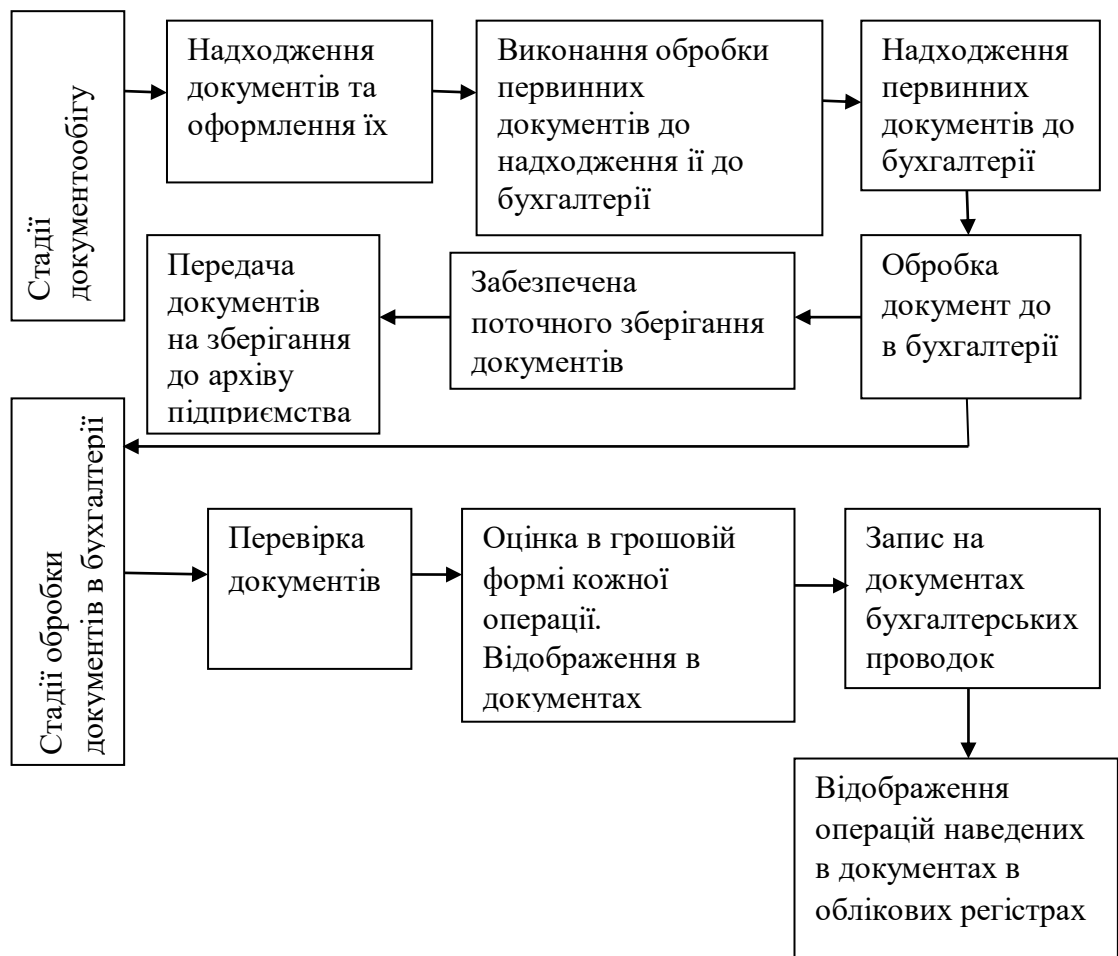 Стадії
документообігу
Надходження
документів та
оформлення їх
Виконання обробки
первинних
документів до
надходження ії до
бухгалтерії
Надходження
первинних
документів до
бухгалтерії
Обробка
документ до
в бухгалтерії
Забезпечена
поточного зберігання
документів
Передача
документів
на зберігання
до архіву
підприємства
Стадії обробки
документів в бухгалтерії
Перевірка
документів
Оцінка в грошовій
формі кожної
операції.
Відображення в
документах
Запис на
документах
бухгалтерських
проводок
Відображення
операцій наведених
в документах в
облікових регістрах